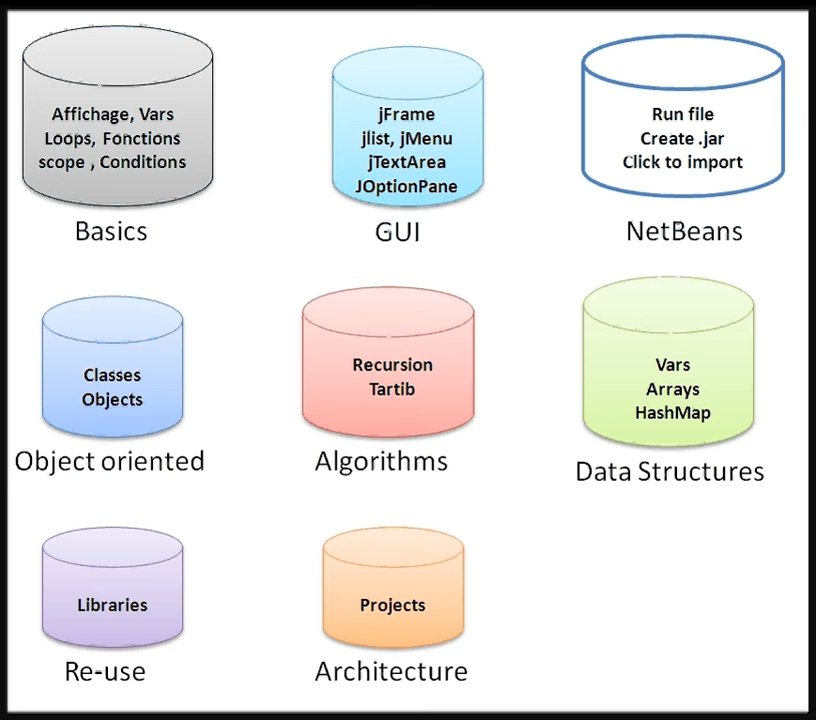 Affichage, Vars
Loops, Fonctions
scope , Conditions
Basics
jFrame
jlist, jMenu
jTextArea
JOptionPane
GUI
Run file
Create .jar
Click to import
NetBeans
Classes
Objects
Object oriented
Recursion
Tartib
Algorithms
Vars
Arrays
HashMap
Data Structures
Libraries
Re-use
Projects
Architecture